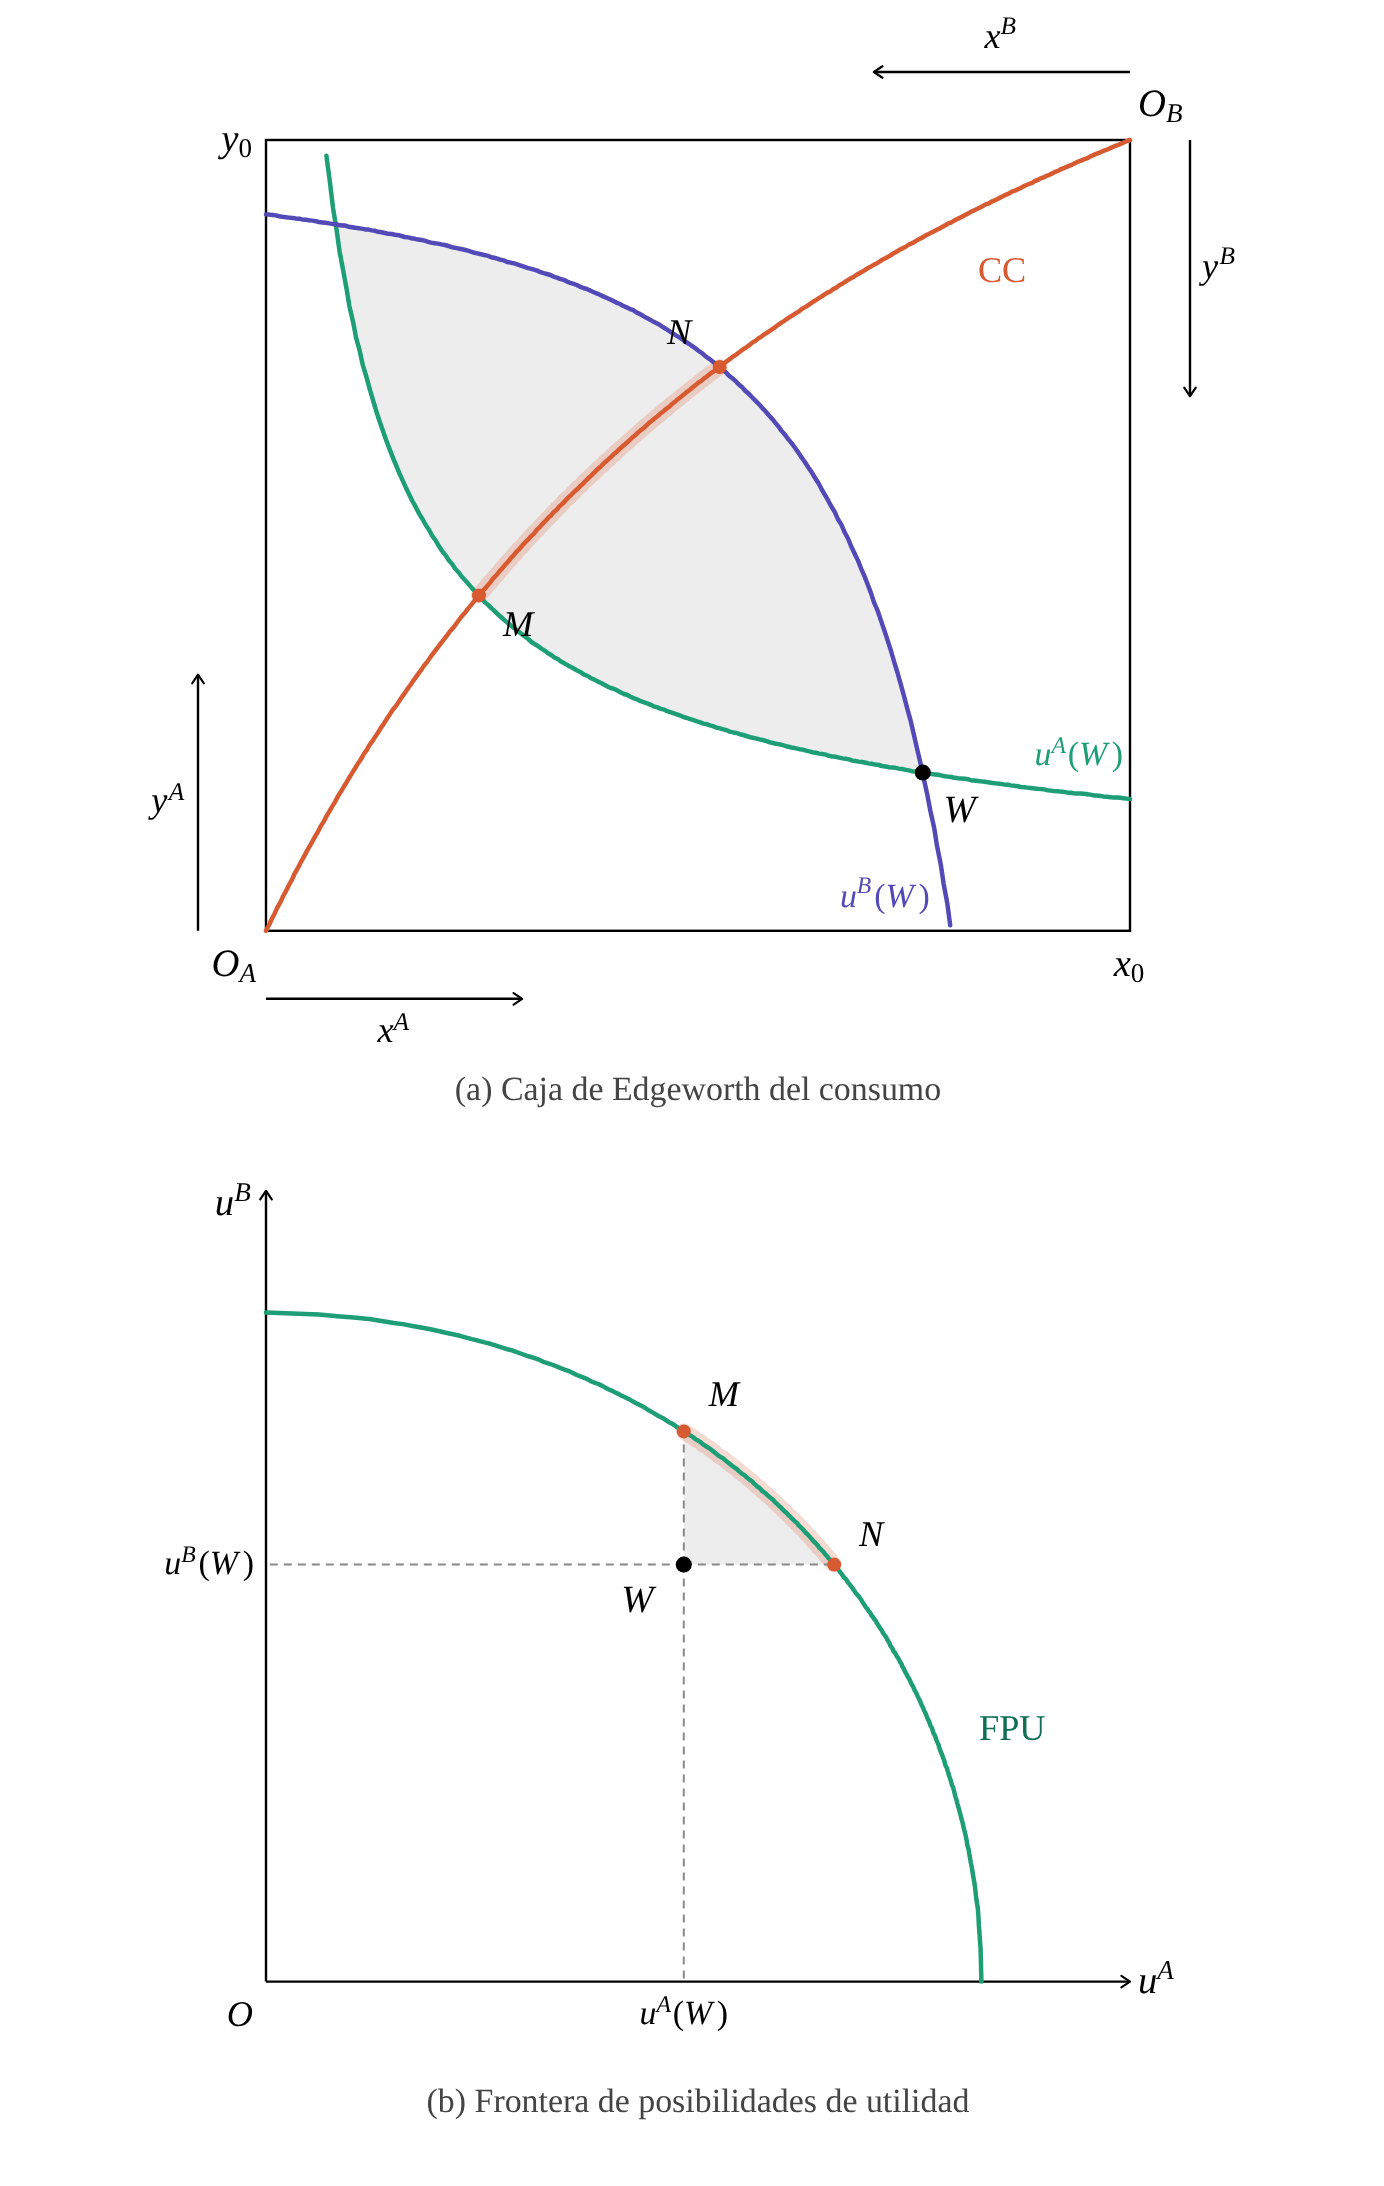 x^B
O_B
y_0
y^B
CC
N
M
u^A(W)
W
y^A
u^B(W)
O_A
x_0
x^A
(a) Caja de Edgeworth del consumo
u^B
M
N
u^B(W)
W
FPU
u^A
O
u^A(W)
(b) Frontera de posibilidades de utilidad